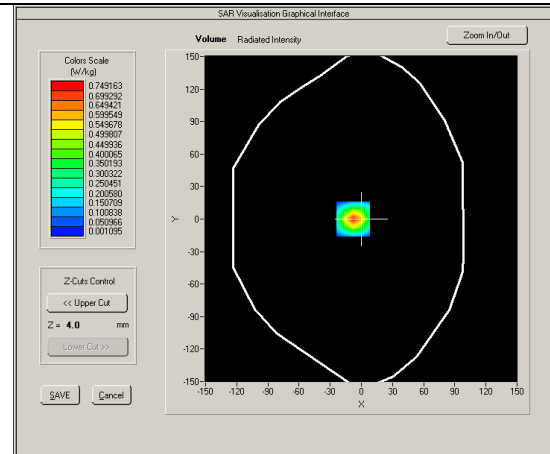 SAR Visualisation Graphical Interface
Volume Radiated Intensity
Zoom In/Out
Colors Scale
(W/kg)
0.749163
0.699292
0.649421
0.599549
0.549678
0.499807
0.449936
0.400065
0.350193
0.300322
0.250451
0.200580
0.150709
0.100838
0.050966
0.001095
150-
120-
90-
60-
30-
Y
0-
-30-
-60-
-90-
-120-
-150-
-150 -120 -90 -60 -30 0 30 60 90 120 150
X
Z-Cuts Control
<< Upper Cut
Z = 4.0 mm
Lower Cut >>
SAVE
Cancel